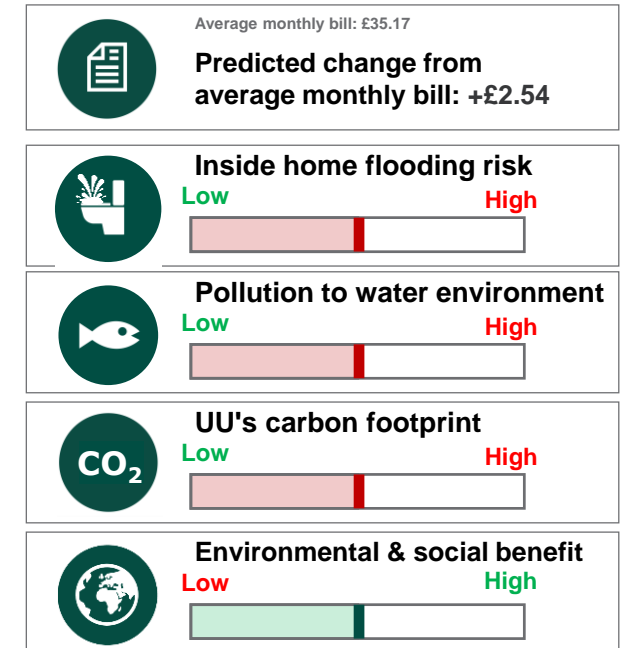 Average monthly bill: £35.17
Predicted change from
average monthly bill: +£2.54
Inside home flooding risk
Low High
Pollution to water environment
Low High
CO₂
UU's carbon footprint
Low High
Environmental & social benefit
Low High